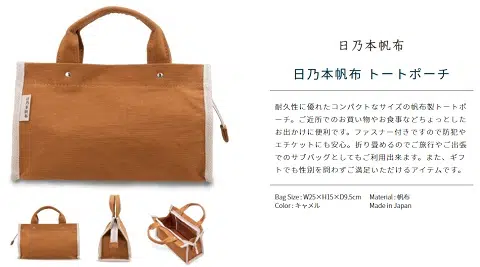 日乃本帆布
日乃本帆布 トートポーチ
耐久性に優れたコンパクトなサイズの帆布製トートポ
ーチ。ご近所でのお買い物やお食事などちょっとした
お出かけに便利です。ファスナー付きですので防犯や
エチケットにも安心。折り畳めるのでご旅行やご出張
でのサブバッグとしてもご利用出来ます。また、ギフ
トでも性別を問わずご満足いただけるアイテムです。
Bag Size : W25×H15×D9.5cm Material : 帆布
Color : キャメル Made in Japan